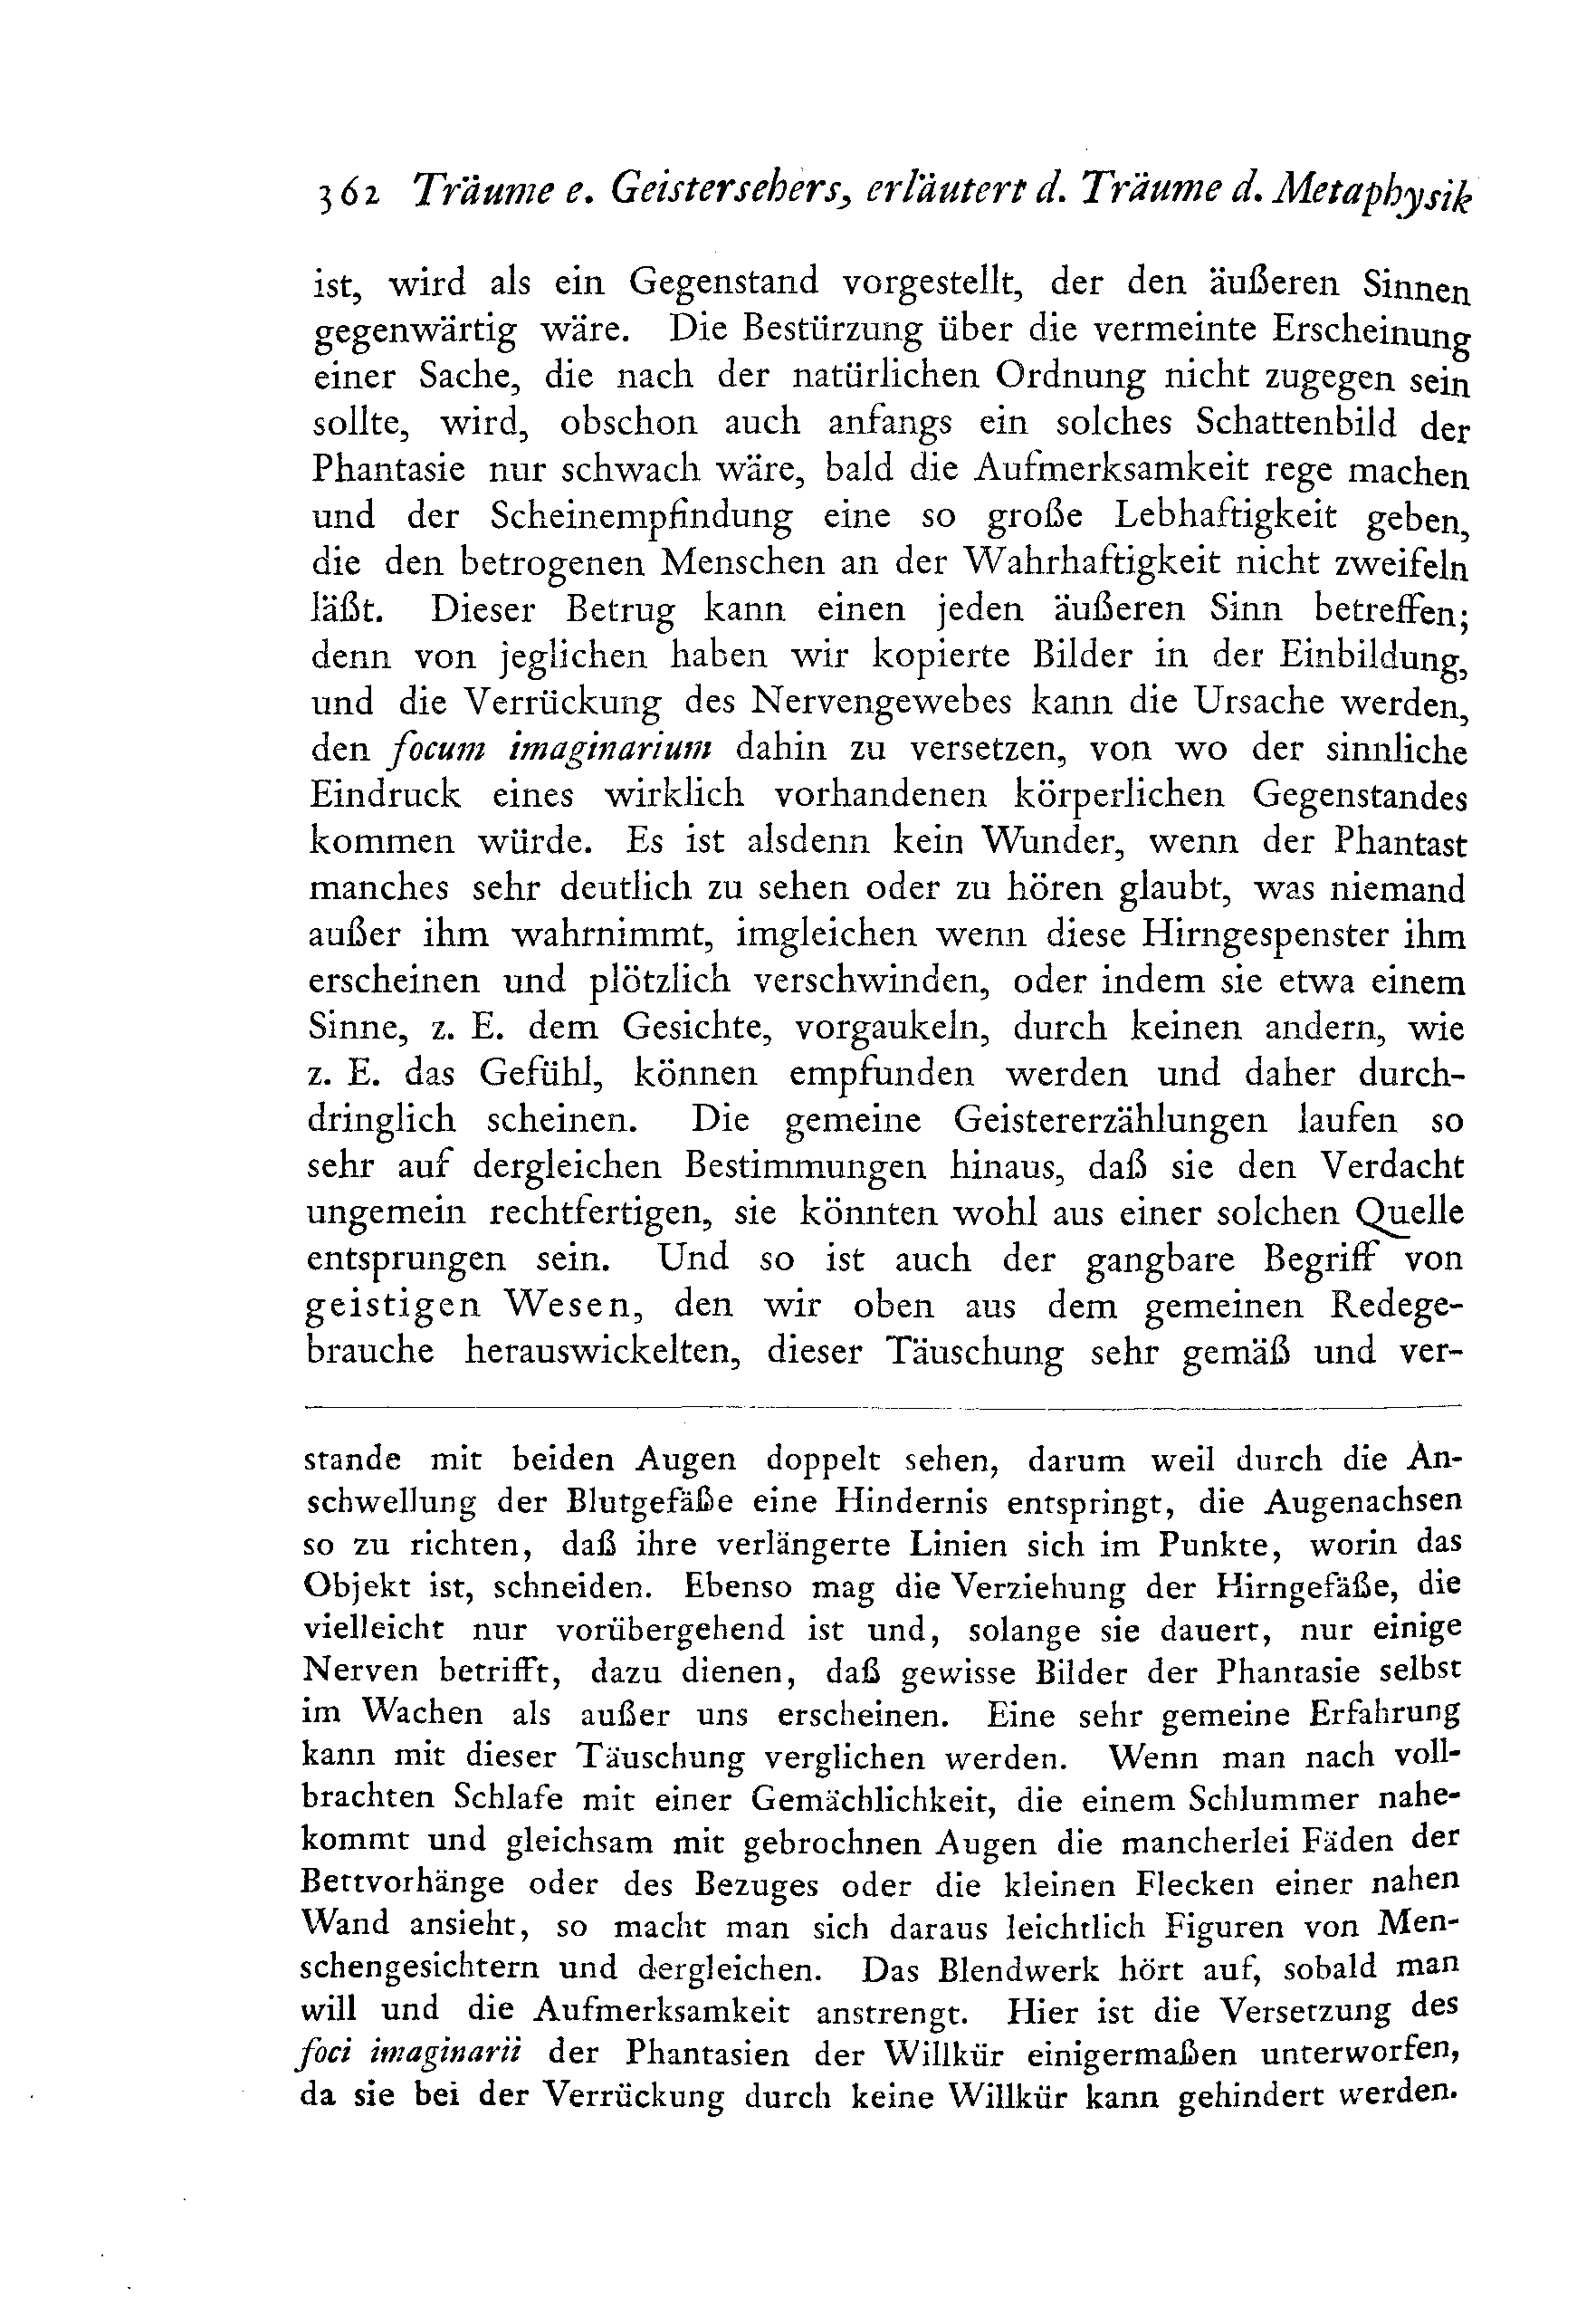 362 Träume e. Geistersehers, erläutert d. Träume d. Metaphysik
ist, wird als ein Gegenstand vorgestellt, der den äußeren Sinnen
gegenwärtig wäre. Die Bestürzung über die vermeinte Erscheinung
einer Sache, die nach der natürlichen Ordnung nicht zugegen sein
sollte, wird, obschon auch anfangs ein solches Schattenbild der
Phantasie nur schwach wäre, bald die Aufmerksamkeit rege machen
und der Scheinempfindung eine so große Lebhaftigkeit geben,
die den betrogenen Menschen an der Wahrhaftigkeit nicht zweifeln
läßt. Dieser Betrug kann einen jeden äußeren Sinn betreffen;
denn von jeglichen haben wir kopierte Bilder in der Einbildung,
und die Verrückung des Nervengewebes kann die Ursache werden,
den focum imaginarium dahin zu versetzen, von wo der sinnliche
Eindruck eines wirklich vorhandenen körperlichen Gegenstandes
kommen würde. Es ist alsdenn kein Wunder, wenn der Phantast
manches sehr deutlich zu sehen oder zu hören glaubt, was niemand
außer ihm wahrnimmt, imgleichen wenn diese Hirngespenster ihm
erscheinen und plötzlich verschwinden, oder indem sie etwa einem
Sinne, z. E. dem Gesichte, vorgaukeln, durch keinen andern, wie
z. E. das Gefühl, können empfunden werden und daher durch-
dringlich scheinen. Die gemeine Geistererzählungen laufen so
sehr auf dergleichen Bestimmungen hinaus, daß sie den Verdacht
ungemein rechtfertigen, sie könnten wohl aus einer solchen Quelle
entsprungen sein. Und so ist auch der gangbare Begriff von
geistigen Wesen, den wir oben aus dem gemeinen Redege-
brauche herauswickelten, dieser Täuschung sehr gemäß und ver-
stande mit beiden Augen doppelt sehen, darum weil durch die An-
schwellung der Blutgefäße eine Hindernis entspringt, die Augenachsen
so zu richten, daß ihre verlängerte Linien sich im Punkte, worin das
Objekt ist, schneiden. Ebenso mag die Verziehung der Hirngefäße, die
vielleicht nur vorübergehend ist und, solange sie dauert, nur einige
Nerven betrifft, dazu dienen, daß gewisse Bilder der Phantasie selbst
im Wachen als außer uns erscheinen. Eine sehr gemeine Erfahrung
kann mit dieser Täuschung verglichen werden. Wenn man nach voll-
brachten Schlafe mit einer Gemächlichkeit, die einem Schlummer nahe-
kommt und gleichsam mit gebrochnen Augen die mancherlei Fäden der
Bettvorhänge oder des Bezuges oder die kleinen Flecken einer nahen
Wand ansieht, so macht man sich daraus leichtlich Figuren von Men-
schengesichtern und dergleichen. Das Blendwerk hört auf, sobald man
will und die Aufmerksamkeit anstrengt. Hier ist die Versetzung des
foci imaginarii der Phantasien der Willkür einigermaßen unterworfen,
da sie bei der Verrückung durch keine Willkür kann gehindert werden.